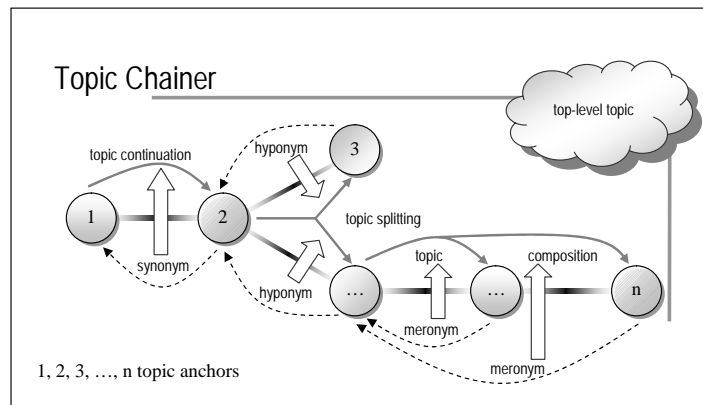 Topic Chainer
top-level topic
hyponym
3
topic continuation
1
2
topic splitting
synonym
hyponym
topic
composition
...
...
n
meronym
meronym
1, 2, 3, ..., n topic anchors